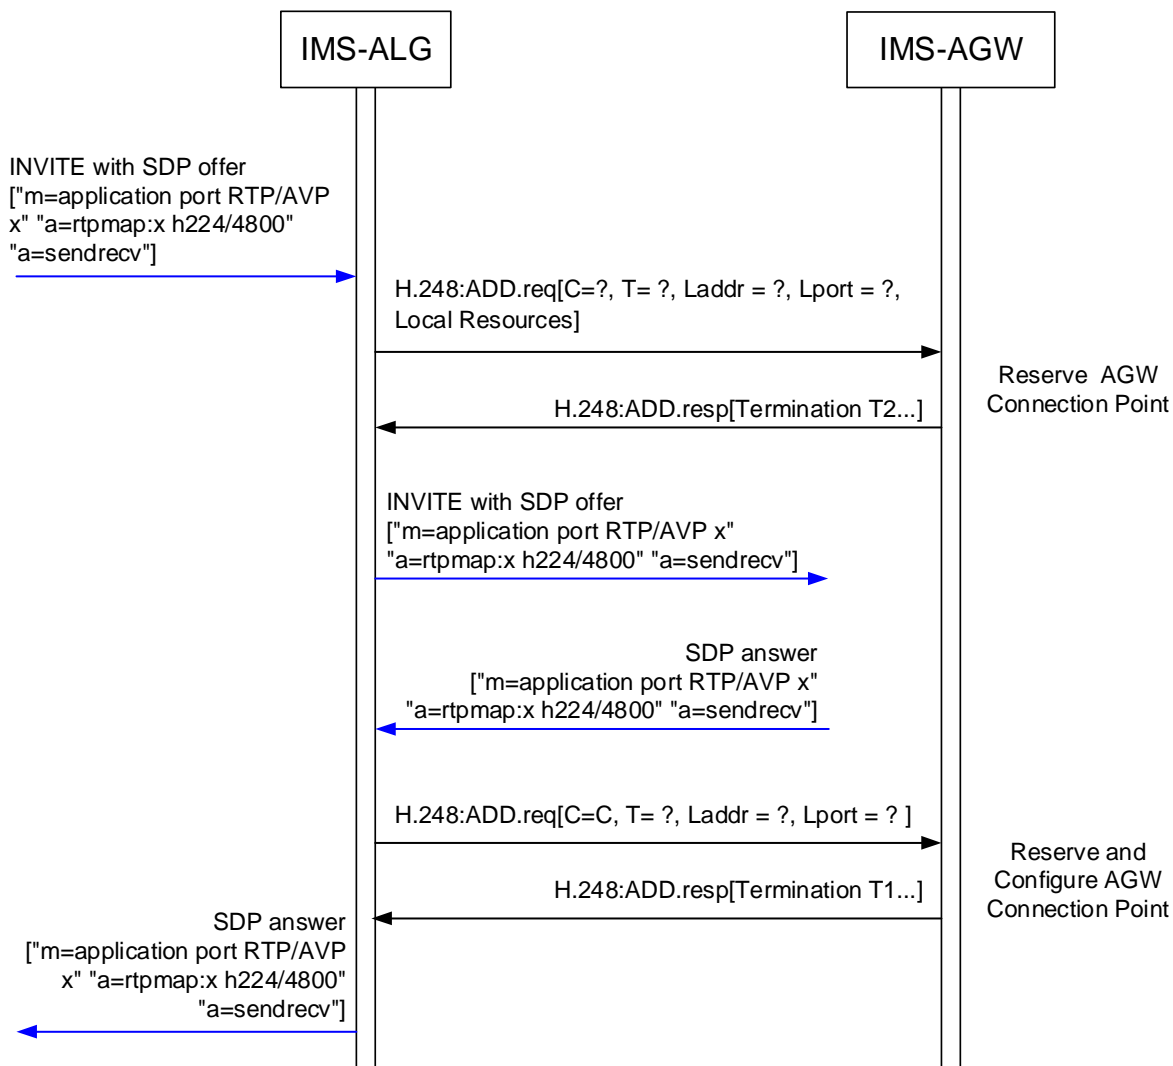 IMS-ALG
IMS-AGW
INVITE with SDP offer
["m=application port RTP/AVP
x" "a=rtpmap:x h224/4800"
"a=sendrecv"]
H.248:ADD.req[C=?, T= ?, Laddr = ?, Lport = ?,
Local Resources]
Reserve  AGW
Connection Point
H.248:ADD.resp[Termination T2...]
INVITE with SDP offer
["m=application port RTP/AVP x"
"a=rtpmap:x h224/4800" "a=sendrecv"]
SDP answer
["m=application port RTP/AVP x"
"a=rtpmap:x h224/4800" "a=sendrecv"]
H.248:ADD.req[C=C, T= ?, Laddr = ?, Lport = ? ]
Reserve and
Configure AGW
Connection Point
H.248:ADD.resp[Termination T1...]
SDP answer
["m=application port RTP/AVP
x" "a=rtpmap:x h224/4800"
"a=sendrecv"]